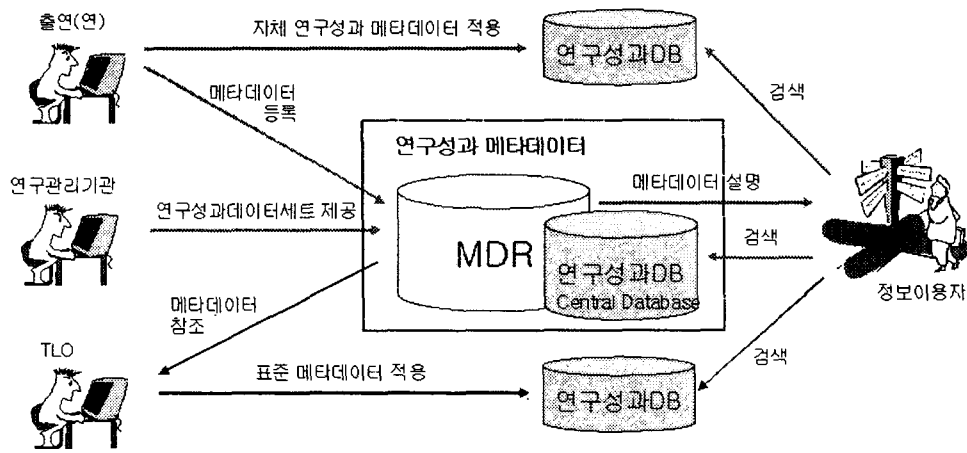 출연(연)
자체 연구성과 메타데이터 적용
연구성과DB
메타데이터
등록
검색
연구성과 메타데이터
연구관리기관
연구성과데이터세트 제공
MDR
메타데이터 설명
검색
연구성과DB
Central Database
정보이용자
메타데이터
참조
검색
TLO
표준 메타데이터 적용
연구성과DB